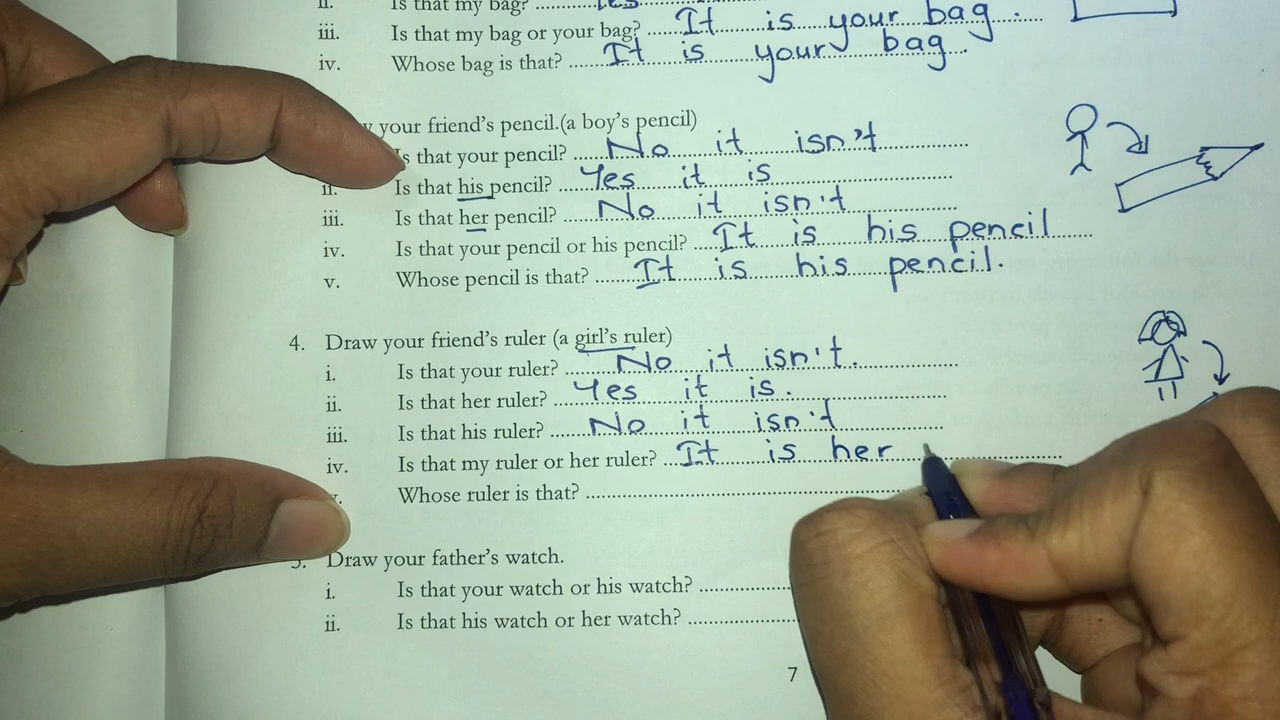 ii. Is that my bag? ........ Yes
iii. Is that my bag or your bag? ...... It is your bag.
iv. Whose bag is that? ...... It is your bag.
your friend's pencil.(a boy's pencil)
Is that your pencil? ...... No it isn't
ii. Is that his pencil? ...... Yes it is
iii. Is that her pencil? ...... No it isn't
iv. Is that your pencil or his pencil? ...... It is his pencil
v. Whose pencil is that? ...... It is his pencil.
4. Draw your friend's ruler (a girl's ruler)
i. Is that your ruler? ...... No it isn't.
ii. Is that her ruler? ...... Yes it is.
iii. Is that his ruler? ...... No it isn't
iv. Is that my ruler or her ruler? ...... It is her
v. Whose ruler is that? ......
5. Draw your father's watch.
i. Is that your watch or his watch? ......
ii. Is that his watch or her watch? ......
7